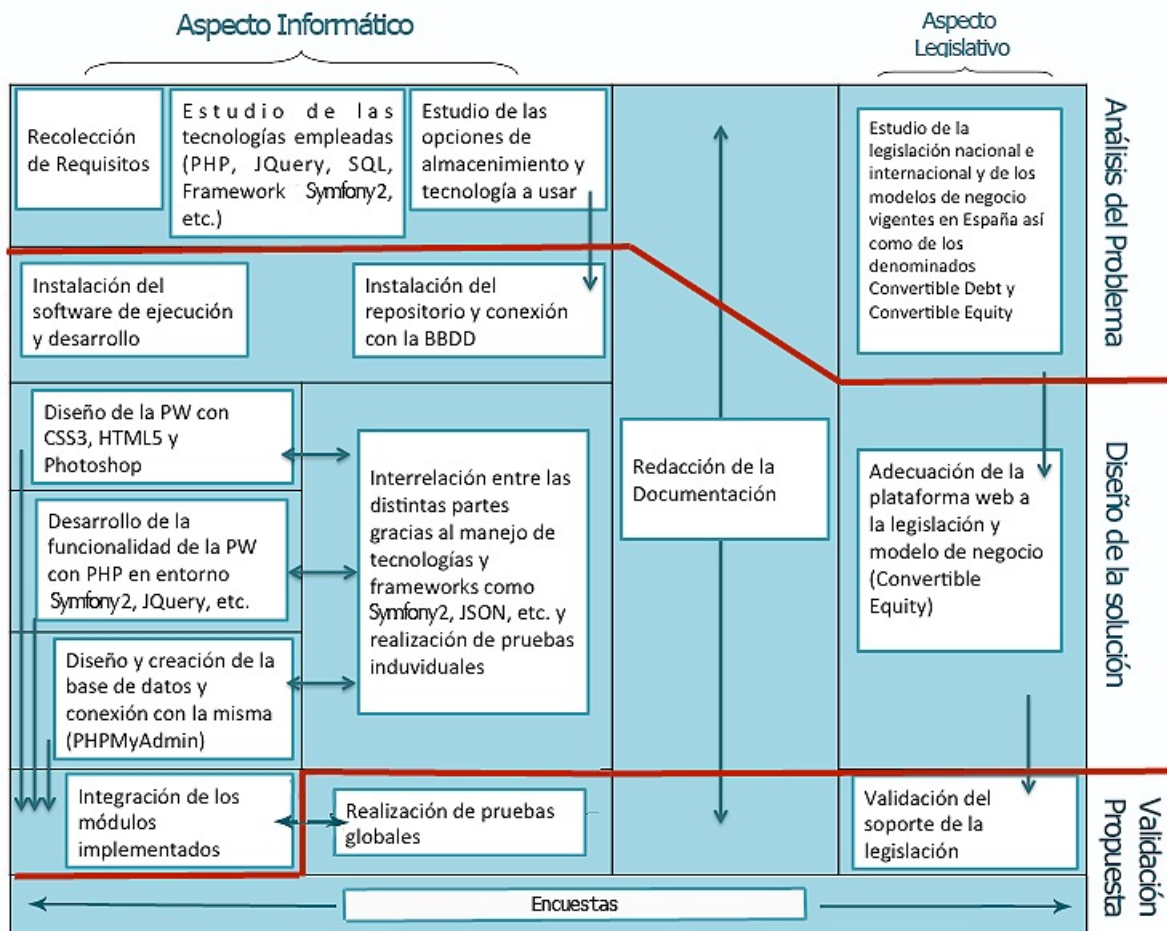 Aspecto Informático
Aspecto
Legislativo
Recolección
de Requisitos
Estudio de las
tecnologías empleadas
(PHP, JQuery, SQL,
Framework Symfony2,
etc.)
Estudio de las
opciones de
almacenimiento y
tecnología a usar
Estudio de la
legislación nacional e
internacional y de los
modelos de negocio
vigentes en España así
como de los
denominados
Convertible Debt y
Convertible Equity
Análisis del Problema
Instalación del
software de ejecución
y desarrollo
Instalación del
repositorio y conexión
con la BBDD
Diseño de la PW con
CSS3, HTML5 y
Photoshop
Desarrollo de la
funcionalidad de la PW
con PHP en entorno
Symfony2, JQuery, etc.
Diseño y creación de la
base de datos y
conexión con la misma
(PHPMyAdmin)
Interrelación entre las
distintas partes
gracias al manejo de
tecnologías y
frameworks como
Symfony2, JSON, etc. y
realización de pruebas
induviduales
Redacción de la
Documentación
Adecuación de la
plataforma web a
la legislación y
modelo de negocio
(Convertible
Equity)
Diseño de la solución
Integración de los
módulos
implementados
Realización de pruebas
globales
Validación del
soporte de la
legislación
Validación
Propuesta
Encuestas